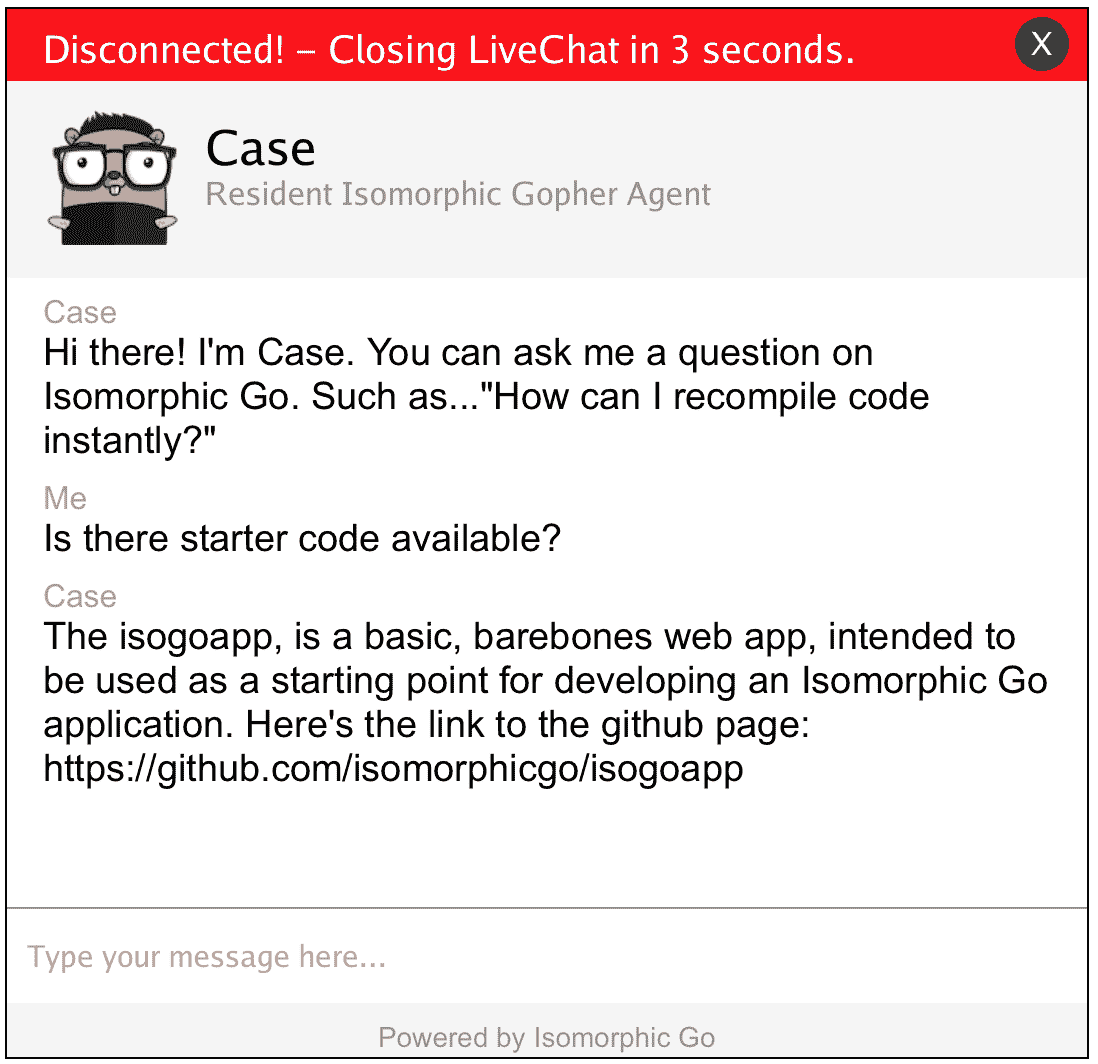 Disconnected! – Closing LiveChat in 3 seconds.
X
Case
Resident Isomorphic Gopher Agent
Case
Hi there! I'm Case. You can ask me a question on
Isomorphic Go. Such as..."How can I recompile code
instantly?"
Me
Is there starter code available?
Case
The isogoapp, is a basic, barebones web app, intended to
be used as a starting point for developing an Isomorphic Go
application. Here's the link to the github page:
https://github.com/isomorphicgo/isogoapp
Type your message here...
Powered by Isomorphic Go